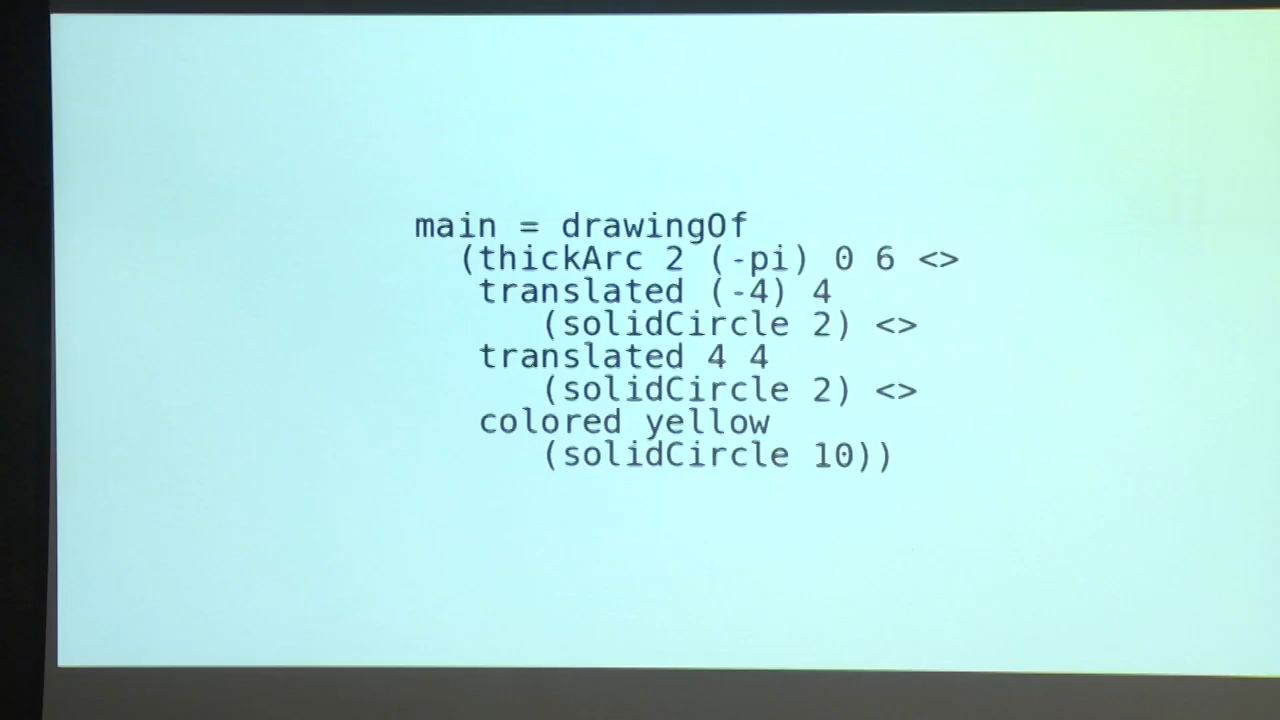 main = drawingOf
(thickArc 2 (-pi) 0 6 <>
translated (-4) 4
(solidCircle 2) <>
translated 4 4
(solidCircle 2) <>
colored yellow
(solidCircle 10))